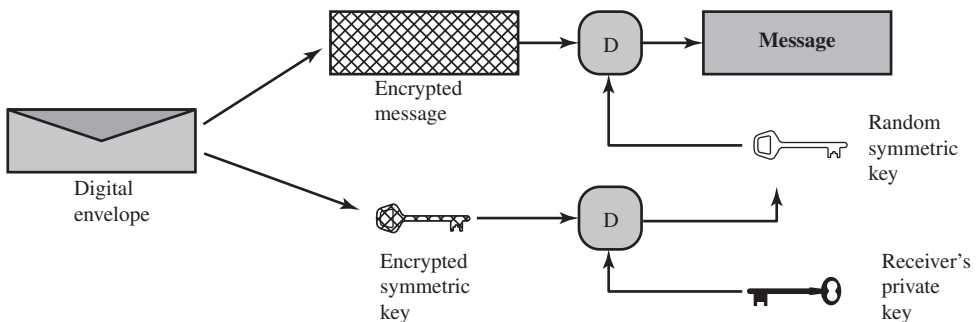 D
Message
Encrypted
message
Random
symmetric
key
Digital
envelope
D
Encrypted
symmetric
key
Receiver's
private
key